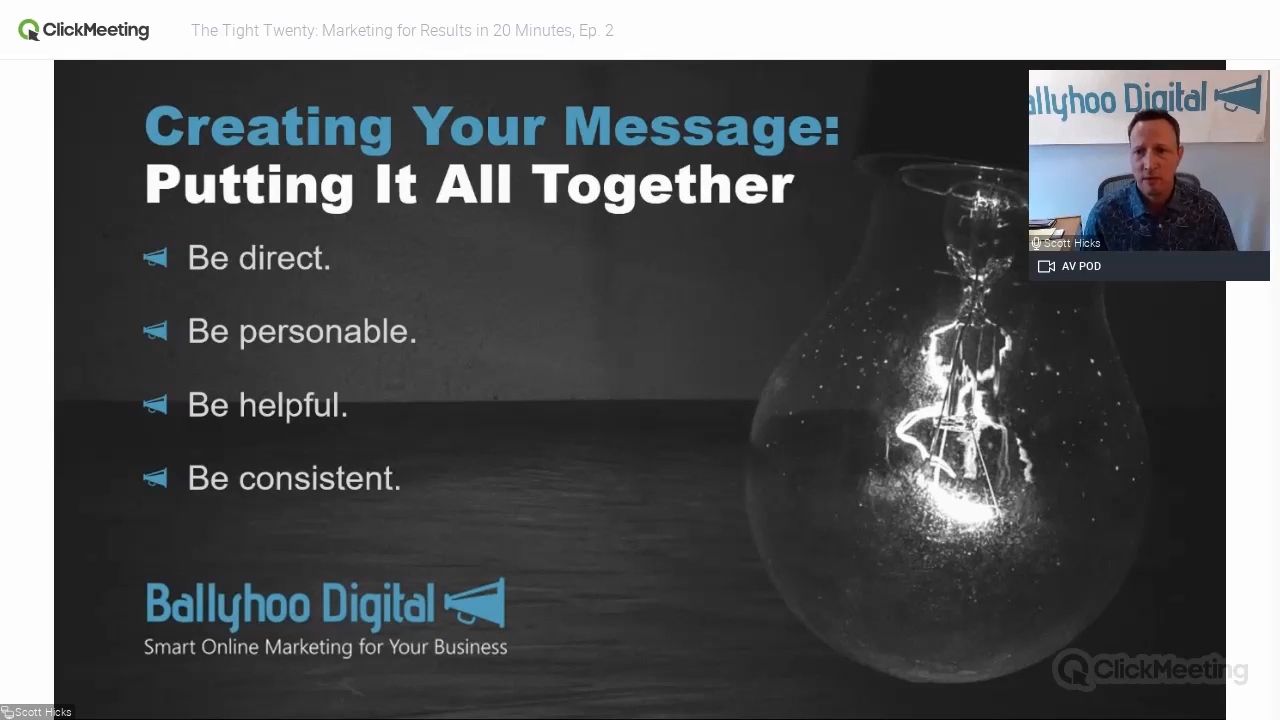 ClickMeeting
The Tight Twenty: Marketing for Results in 20 Minutes, Ep. 2
Creating Your Message:
Putting It All Together
Be direct.
Be personable.
Be helpful.
Be consistent.
Ballyhoo Digital
Smart Online Marketing for Your Business
allyhoo Digital
Scott Hicks
AV POD
ClickMeeting
Scott Hicks